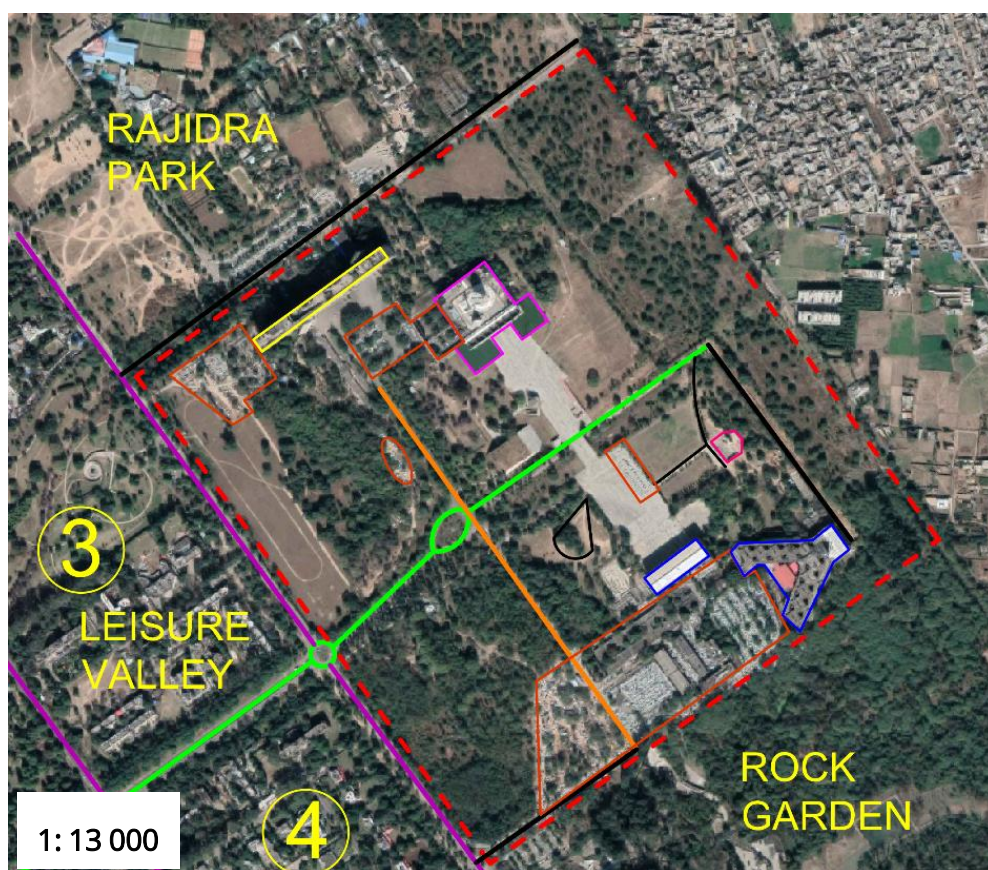 RAJIDRA
PARK
3
LEISURE
VALLEY
ROCK
GARDEN
4
1: 13 000